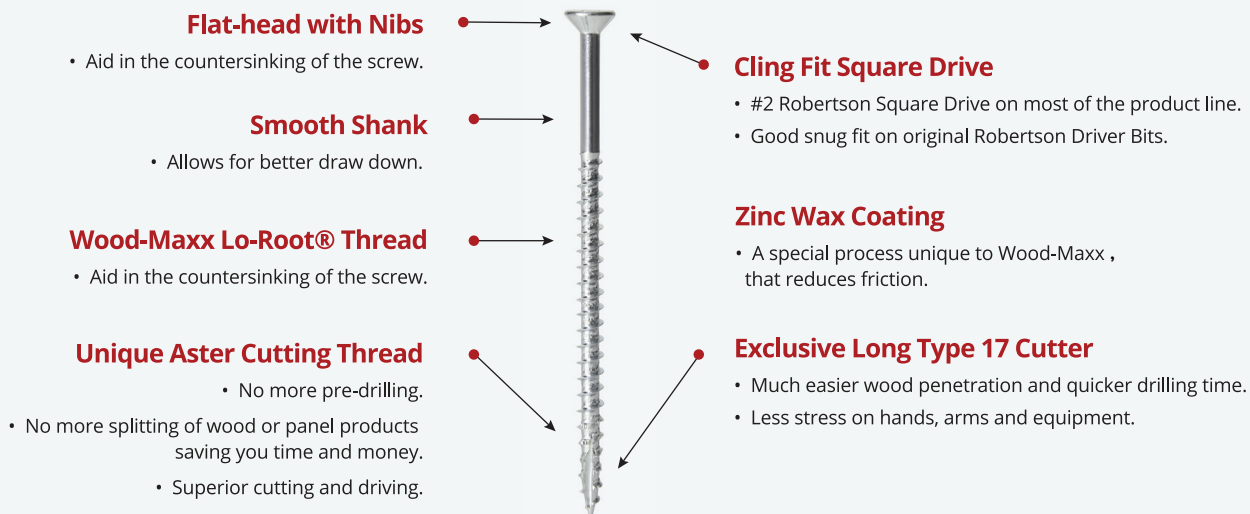 Flat-head with Nibs
• Aid in the countersinking of the screw.
Smooth Shank
• Allows for better draw down.
Wood-Maxx Lo-Root® Thread
• Aid in the countersinking of the screw.
Unique Aster Cutting Thread
• No more pre-drilling.
• No more splitting of wood or panel products
saving you time and money.
• Superior cutting and driving.
Cling Fit Square Drive
• #2 Robertson Square Drive on most of the product line.
• Good snug fit on original Robertson Driver Bits.
Zinc Wax Coating
• A special process unique to Wood-Maxx ,
that reduces friction.
Exclusive Long Type 17 Cutter
• Much easier wood penetration and quicker drilling time.
• Less stress on hands, arms and equipment.